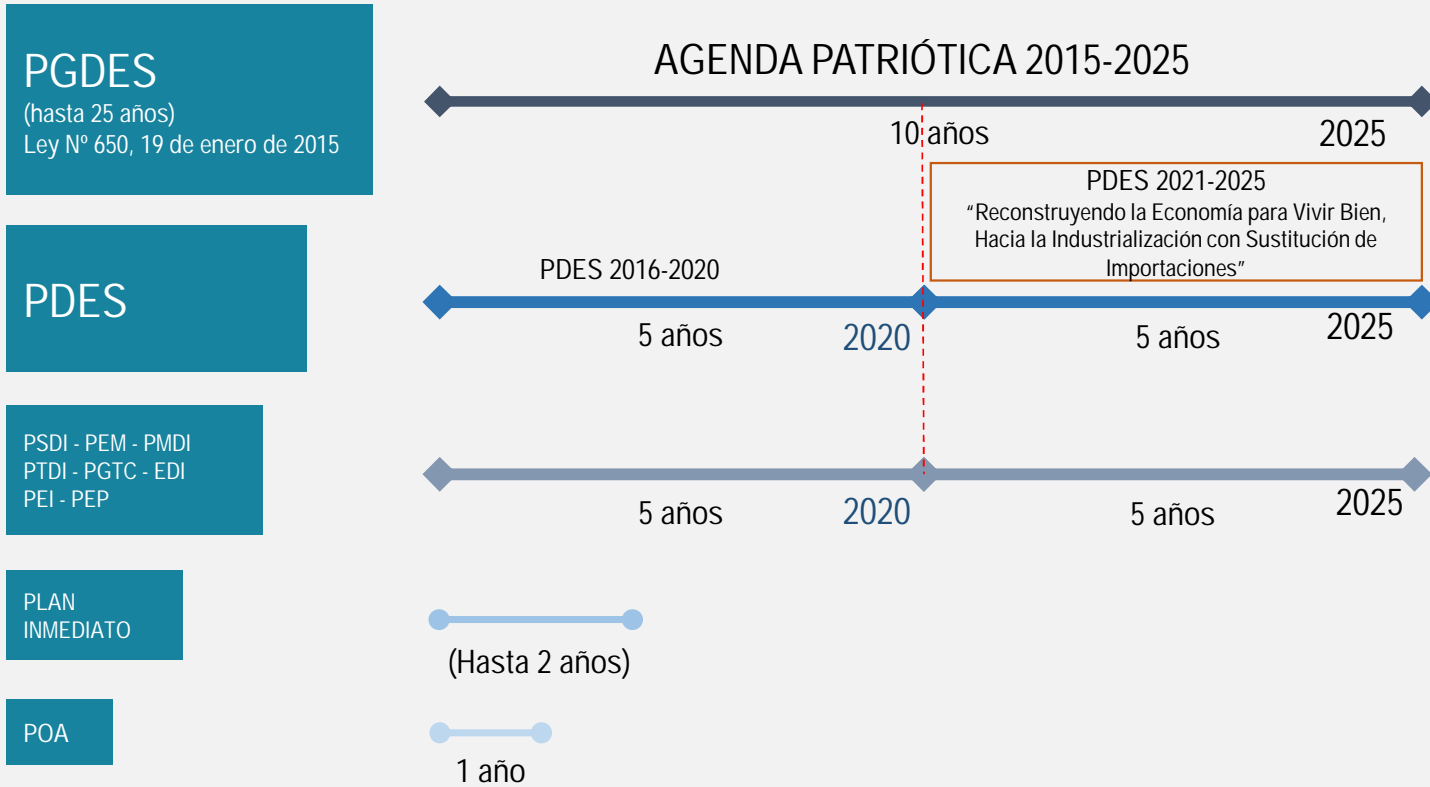 PGDES
(hasta 25 años)
Ley Nº 650, 19 de enero de 2015
AGENDA PATRIÓTICA 2015-2025
10 años
2025
PDES 2021-2025
"Reconstruyendo la Economía para Vivir Bien,
Hacia la Industrialización con Sustitución de
Importaciones"
PDES
PDES 2016-2020
5 años
2020
5 años
2025
PSDI - PEM - PMDI
PTDI - PGTC - EDI
PEI - PEP
5 años
2020
5 años
2025
PLAN
INMEDIATO
(Hasta 2 años)
POA
1 año